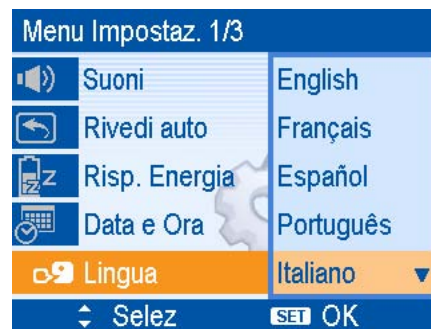 Menu Impostaz. 1/3
Suoni English
Rivedi auto Français
Risp. Energia Español
Data e Ora Português
Lingua Italiano
Selez SET OK